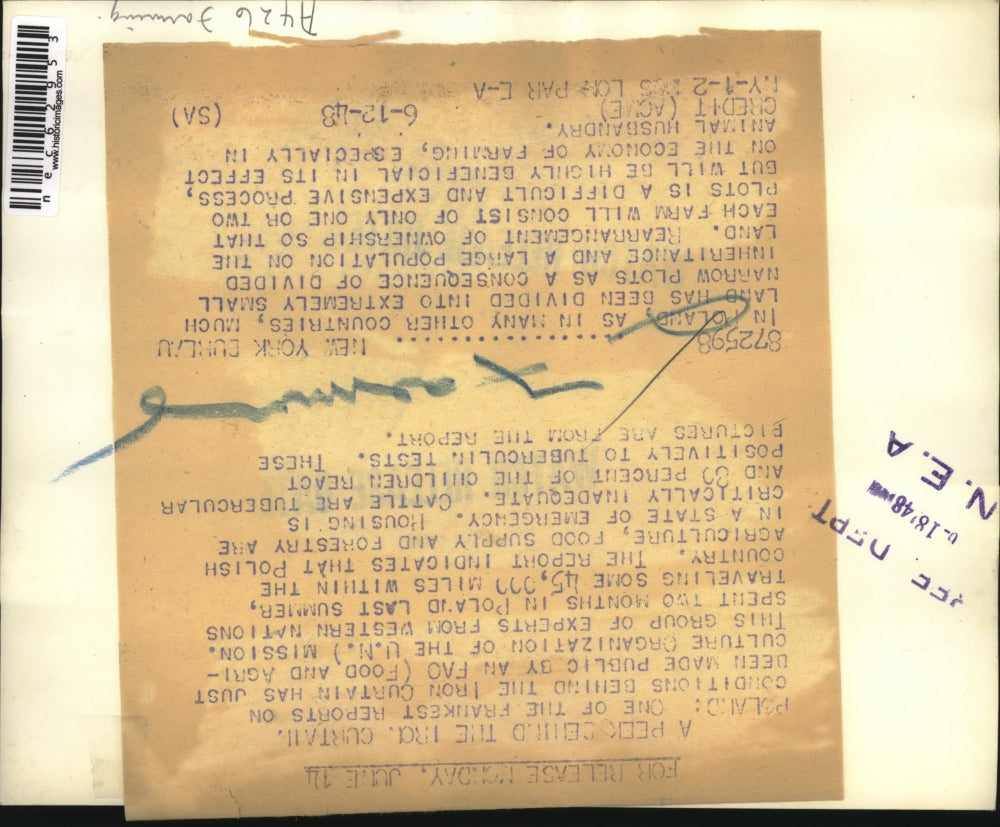 FOR RELEASE MONDAY, JUNE 14
A PEEK BEHIND THE IRON CURTAIN.
POLAND: ONE OF THE FRANKEST REPORTS ON
CONDITIONS BEHIND THE IRON CURTAIN HAS JUST
BEEN MADE PUBLIC BY AN FAO (FOOD AND AGRI-
CULTURE ORGANIZATION OF THE U.N.) MISSION.
THIS GROUP OF EXPERTS FROM WESTERN NATIONS
SPENT TWO MONTHS IN POLAND LAST SUMMER,
TRAVELING SOME 45,000 MILES WITHIN THE
COUNTRY. THE REPORT INDICATES THAT POLISH
AGRICULTURE, FOOD SUPPLY AND FORESTRY ARE
IN A STATE OF EMERGENCY. HOUSING IS
CRITICALLY INADEQUATE. CATTLE ARE TUBERCULAR
AND 80 PERCENT OF THE CHILDREN REACT
POSITIVELY TO TUBERCULIN TESTS. THESE
PICTURES ARE FROM THE REPORT.
872598 .................. NEW YORK BUREAU
IN POLAND, AS IN MANY OTHER COUNTRIES, MUCH
LAND HAS BEEN DIVIDED INTO EXTREMELY SMALL
NARROW PLOTS AS A CONSEQUENCE OF DIVIDED
INHERITANCE AND A LARGE POPULATION ON THE
LAND. REARRANGEMENT OF OWNERSHIP SO THAT
EACH FARM WILL CONSIST OF ONLY ONE OR TWO
PLOTS IS A DIFFICULT AND EXPENSIVE PROCESS,
BUT WILL BE HIGHLY BENEFICIAL IN ITS EFFECT
ON THE ECONOMY OF FARMING, ESPECIALLY IN
ANIMAL HUSBANDRY.
CREDIT (ACME) 6-12-48 (SA)
NY-1-2 LON PAR E-A
A426 Farming
N.E.A
DEPT
nec62953
www.historicimages.com